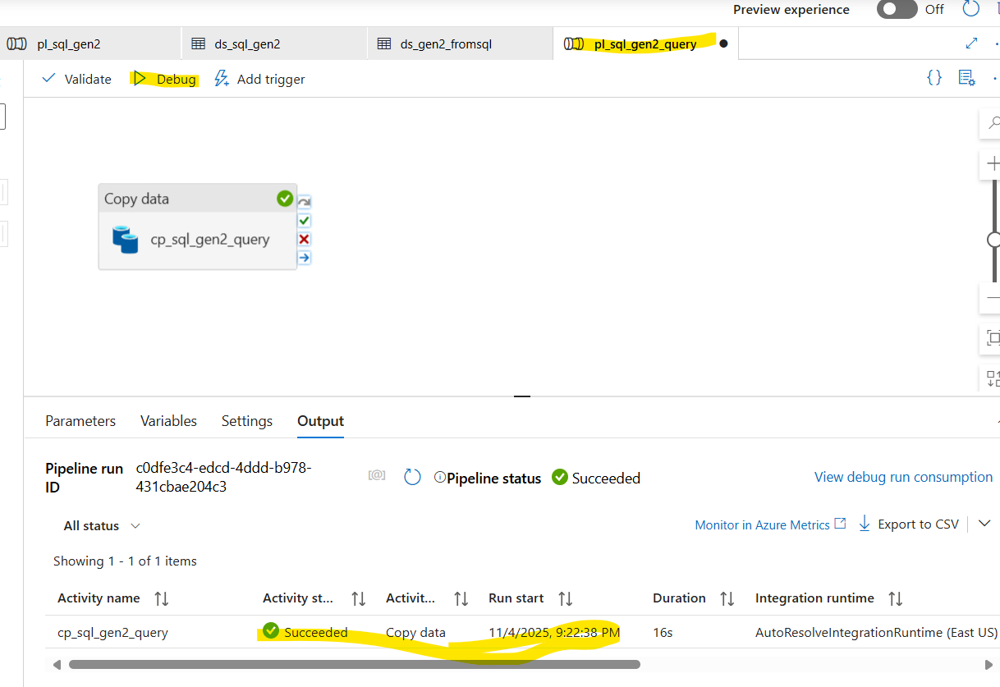 Preview experience Off
pl_sql_gen2 ds_sql_gen2 ds_gen2_fromsql pl_sql_gen2_query
Validate Debug Add trigger {}
Copy data
cp_sql_gen2_query
Parameters Variables Settings Output
Pipeline run ID c0dfe3c4-edcd-4ddd-b978-431cbae204c3 [@] Pipeline status Succeeded View debug run consumption
All status Monitor in Azure Metrics Export to CSV
Showing 1 - 1 of 1 items
Activity name Activity st... Activit... Run start Duration Integration runtime
cp_sql_gen2_query Succeeded Copy data 11/4/2025, 9:22:38 PM 16s AutoResolveIntegrationRuntime (East US)